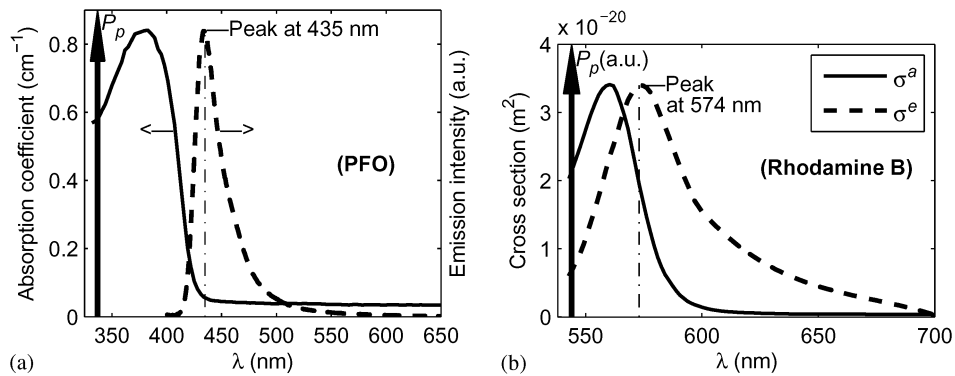 Absorption coefficient (cm⁻¹)
0.8
0.6
0.4
0.2
0
P_p
Peak at 435 nm
(PFO)
350 400 450 500 550 600 650
λ (nm)
Emission intensity (a.u.)
(a)
x 10⁻²⁰
Cross section (m²)
4
3
2
1
0
P_p(a.u.)
Peak
at 574 nm
σᵃ
σᵉ
(Rhodamine B)
550 600 650 700
λ (nm)
(b)